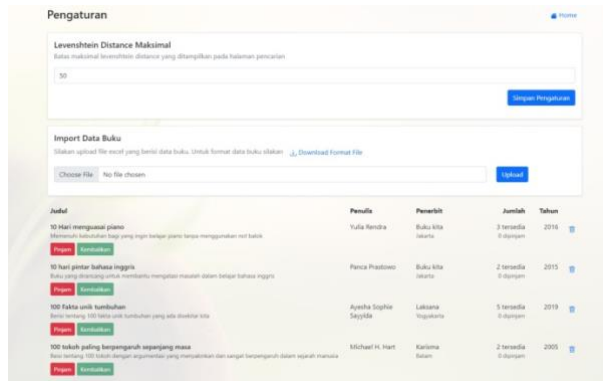 Pengaturan
Home
Levenshtein Distance Maksimal
Batas maksimal levenshtein distance yang ditampilkan pada halaman pencarian
50
Simpan Pengaturan
Import Data Buku
Silakan upload file excel yang berisi data buku. Untuk format data buku silakan Download Format File
Choose File No file chosen
Upload
Judul Penulis Penerbit Jumlah Tahun
10 Hari menguasai piano Yulia Rendra Buku kita 3 tersedia 2016
Memenuhi kebutuhan bagi yang ingin belajar piano tanpa menggunakan not balok Jakarta 0 dipinjam
Pinjam Kembalikan
10 hari pintar bahasa inggris Panca Prastowo Buku kita 2 tersedia 2015
Buku yang dirancang untuk membantu mengatasi masalah dalam belajar bahasa inggris Jakarta 0 dipinjam
Pinjam Kembalikan
100 Fakta unik tumbuhan Ayesha Sophie Laksana 5 tersedia 2019
Berisi tentang 100 fakta unik tumbuhan yang ada disekitar kita Sayyida Yogyakarta 0 dipinjam
Pinjam Kembalikan
100 tokoh paling berpengaruh sepanjang masa Michael H. Hart Karisma 2 tersedia 2005
tentang 100 tokoh dengan argumentasi yang menyakinkan dan sangat berpengaruh dalam sejarah manusia Batam 0 dipinjam
Pinjam Kembalikan